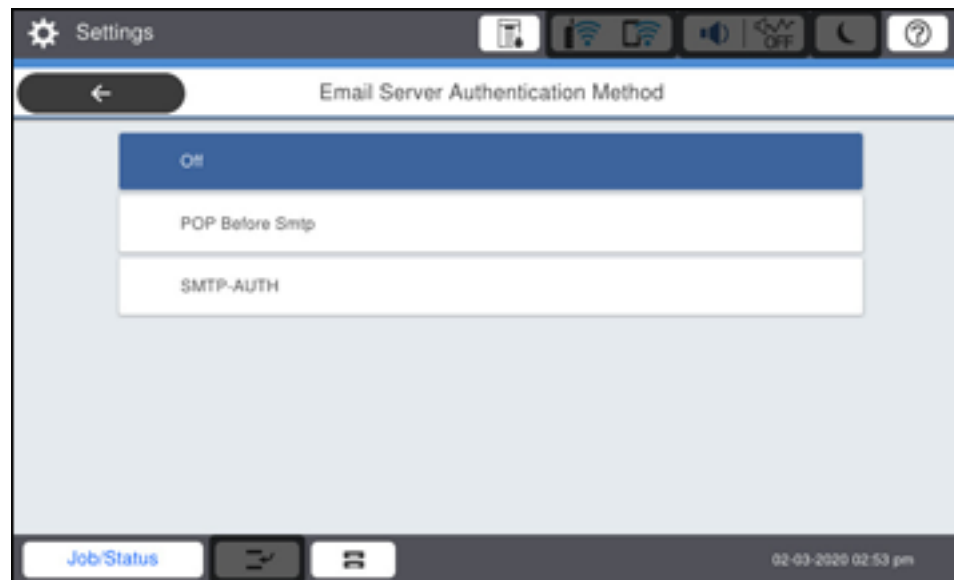 Settings
OFF
Email Server Authentication Method
Off
POP Before Smtp
SMTP-AUTH
Job/Status
02-03-2020 02:53 pm